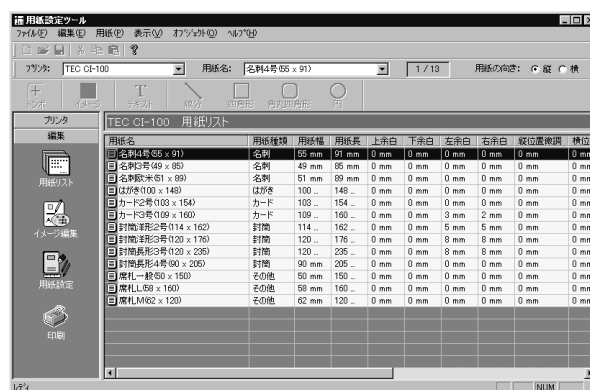 用紙設定ツール
ファイル(F) 編集(E) 用紙(P) 表示(V) オブジェクト(O) ヘルプ(H)
プリンタ: TEC CI-100 用紙名: 名刺4号(55 x 91) 1 / 13 用紙の向き: 縦 横
トンボ イメージ テキスト 線分 四角形 角丸四角形 円
プリンタ
編集
用紙リスト
イメージ編集
用紙設定
印刷
TEC CI-100 用紙リスト
用紙名 用紙種類 用紙幅 用紙長 上余白 下余白 左余白 右余白 縦位置微調 横位
名刺4号(55 x 91) 名刺 55 mm 91 mm 0 mm 0 mm 0 mm 0 mm 0 mm 0 mm
名刺3号(49 x 85) 名刺 49 mm 85 mm 0 mm 0 mm 0 mm 0 mm 0 mm 0 mm
名刺欧米(51 x 89) 名刺 51 mm 89 mm 0 mm 0 mm 0 mm 0 mm 0 mm 0 mm
はがき(100 x 148) はがき 100 ... 148 ... 0 mm 0 mm 0 mm 0 mm 0 mm 0 mm
カード2号(103 x 154) カード 103 ... 154 ... 0 mm 0 mm 0 mm 0 mm 0 mm 0 mm
カード3号(109 x 160) カード 109 ... 160 ... 0 mm 0 mm 3 mm 2 mm 0 mm 0 mm
封筒洋形2号(114 x 162) 封筒 114 ... 162 ... 0 mm 0 mm 5 mm 5 mm 0 mm 0 mm
封筒洋形3号(120 x 176) 封筒 120 ... 176 ... 0 mm 0 mm 8 mm 8 mm 0 mm 0 mm
封筒長形3号(120 x 235) 封筒 120 ... 235 ... 0 mm 0 mm 8 mm 8 mm 0 mm 0 mm
封筒長形4号(90 x 205) 封筒 90 mm 205 ... 0 mm 0 mm 0 mm 0 mm 0 mm 0 mm
席札一般(50 x 150) その他 50 mm 150 ... 0 mm 0 mm 0 mm 0 mm 0 mm 0 mm
席札L(58 x 160) その他 58 mm 160 ... 0 mm 0 mm 0 mm 0 mm 0 mm 0 mm
席札M(62 x 120) その他 62 mm 120 ... 0 mm 0 mm 0 mm 0 mm 0 mm 0 mm
レディ NUM